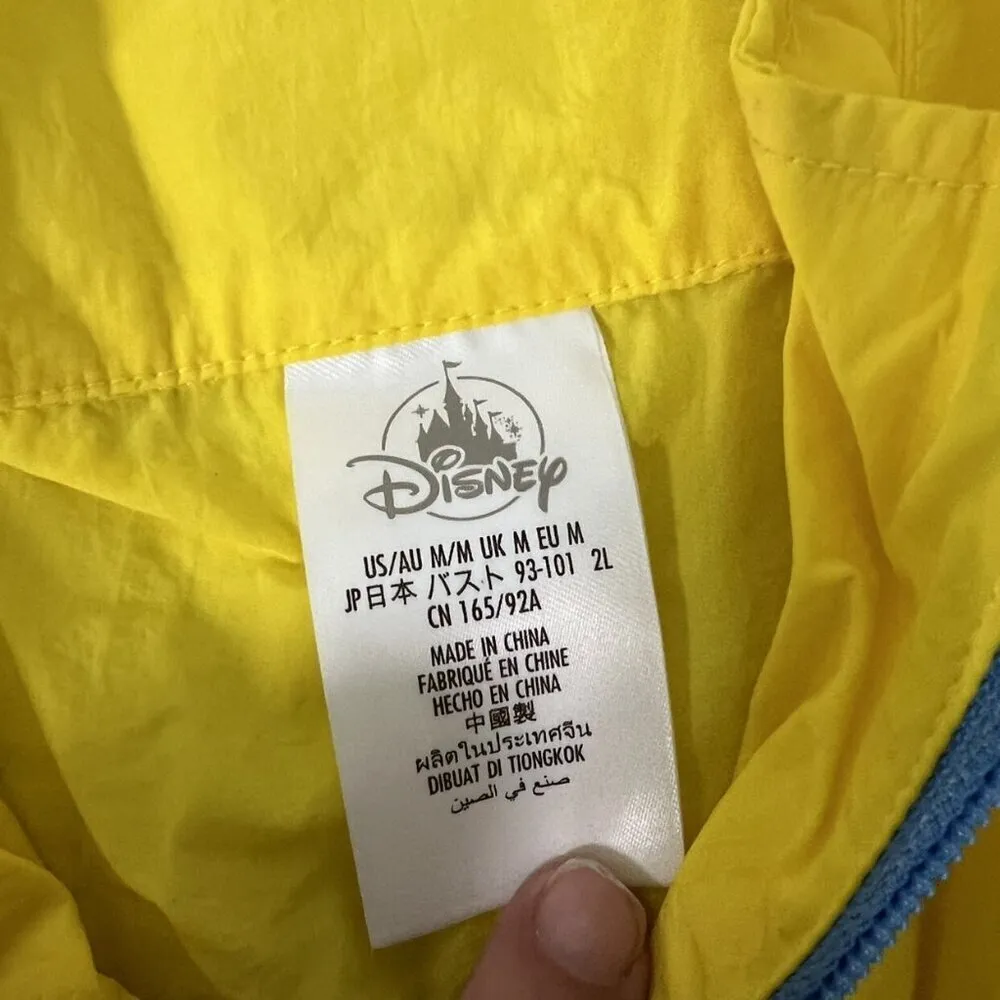 Disney
US/AU M/M UK M EU M
JP日本 バスト 93-101 2L
CN 165/92A
MADE IN CHINA
FABRIQUÉ EN CHINE
HECHO EN CHINA
中國製
ผลิตในประเทศจีน
DIBUAT DI TIONGKOK
صنع في الصين